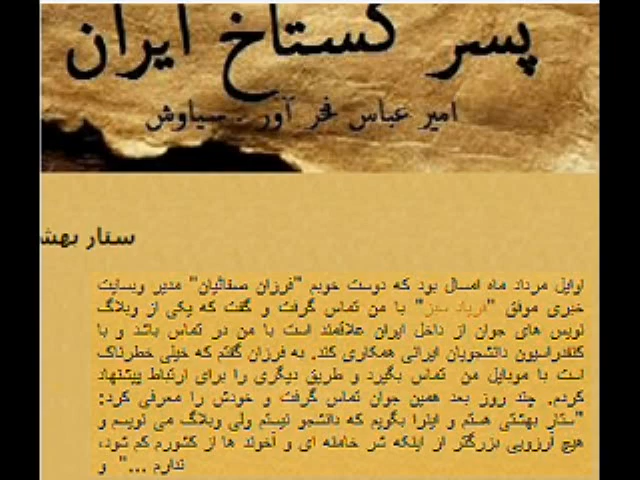 پسر گستاخ ایران
امیر عباس فخر آور - سیاوش
ستار بهش
اوایل مرداد ماه امسال بود که دوست خوبم "فرزان صفائیان" مدیر وبسایت
خبری موفق "فریاد سبز" با من تماس گرفت و گفت که یکی از وبلاگ
نویس های جوان از داخل ایران علاقمند است با من در تماس باشد و با
کنفدراسیون دانشجویان ایرانی همکاری کند. به فرزان گفتم که خیلی خطرناک
است با موبایل من تماس بگیرد و طریق دیگری را برای ارتباط پیشنهاد
کردم. چند روز بعد همین جوان تماس گرفت و خودش را معرفی کرد:
"ستار بهشتی هستم و اینرا بگویم که دانشجو نیستم ولی وبلاگ می نویسم و
هیچ آرزویی بزرگتر از اینکه شر خامنه ای و آخوند ها از کشورم کم شود،
ندارم ..." و